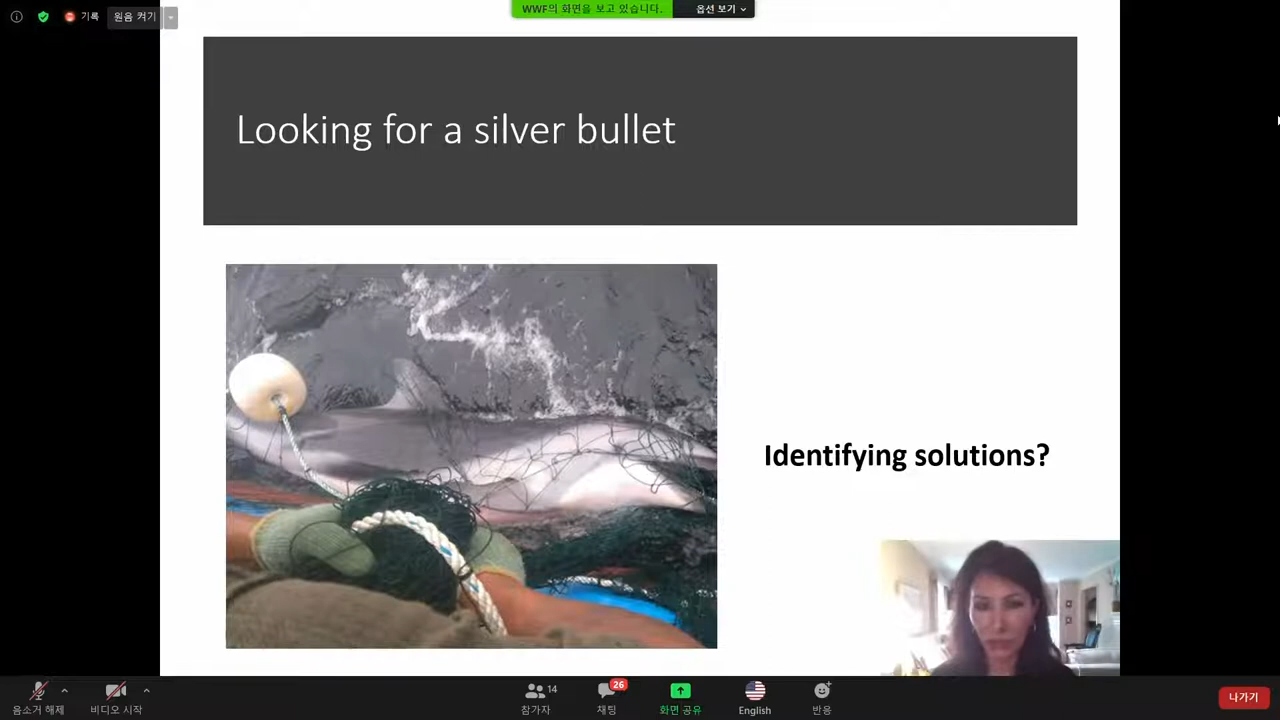 기록
원음 켜기
WWF의 화면을 보고 있습니다.
옵션 보기
Looking for a silver bullet
Identifying solutions?
음소거 해제
비디오 시작
14
참가자
26
채팅
화면 공유
English
반응
나가기